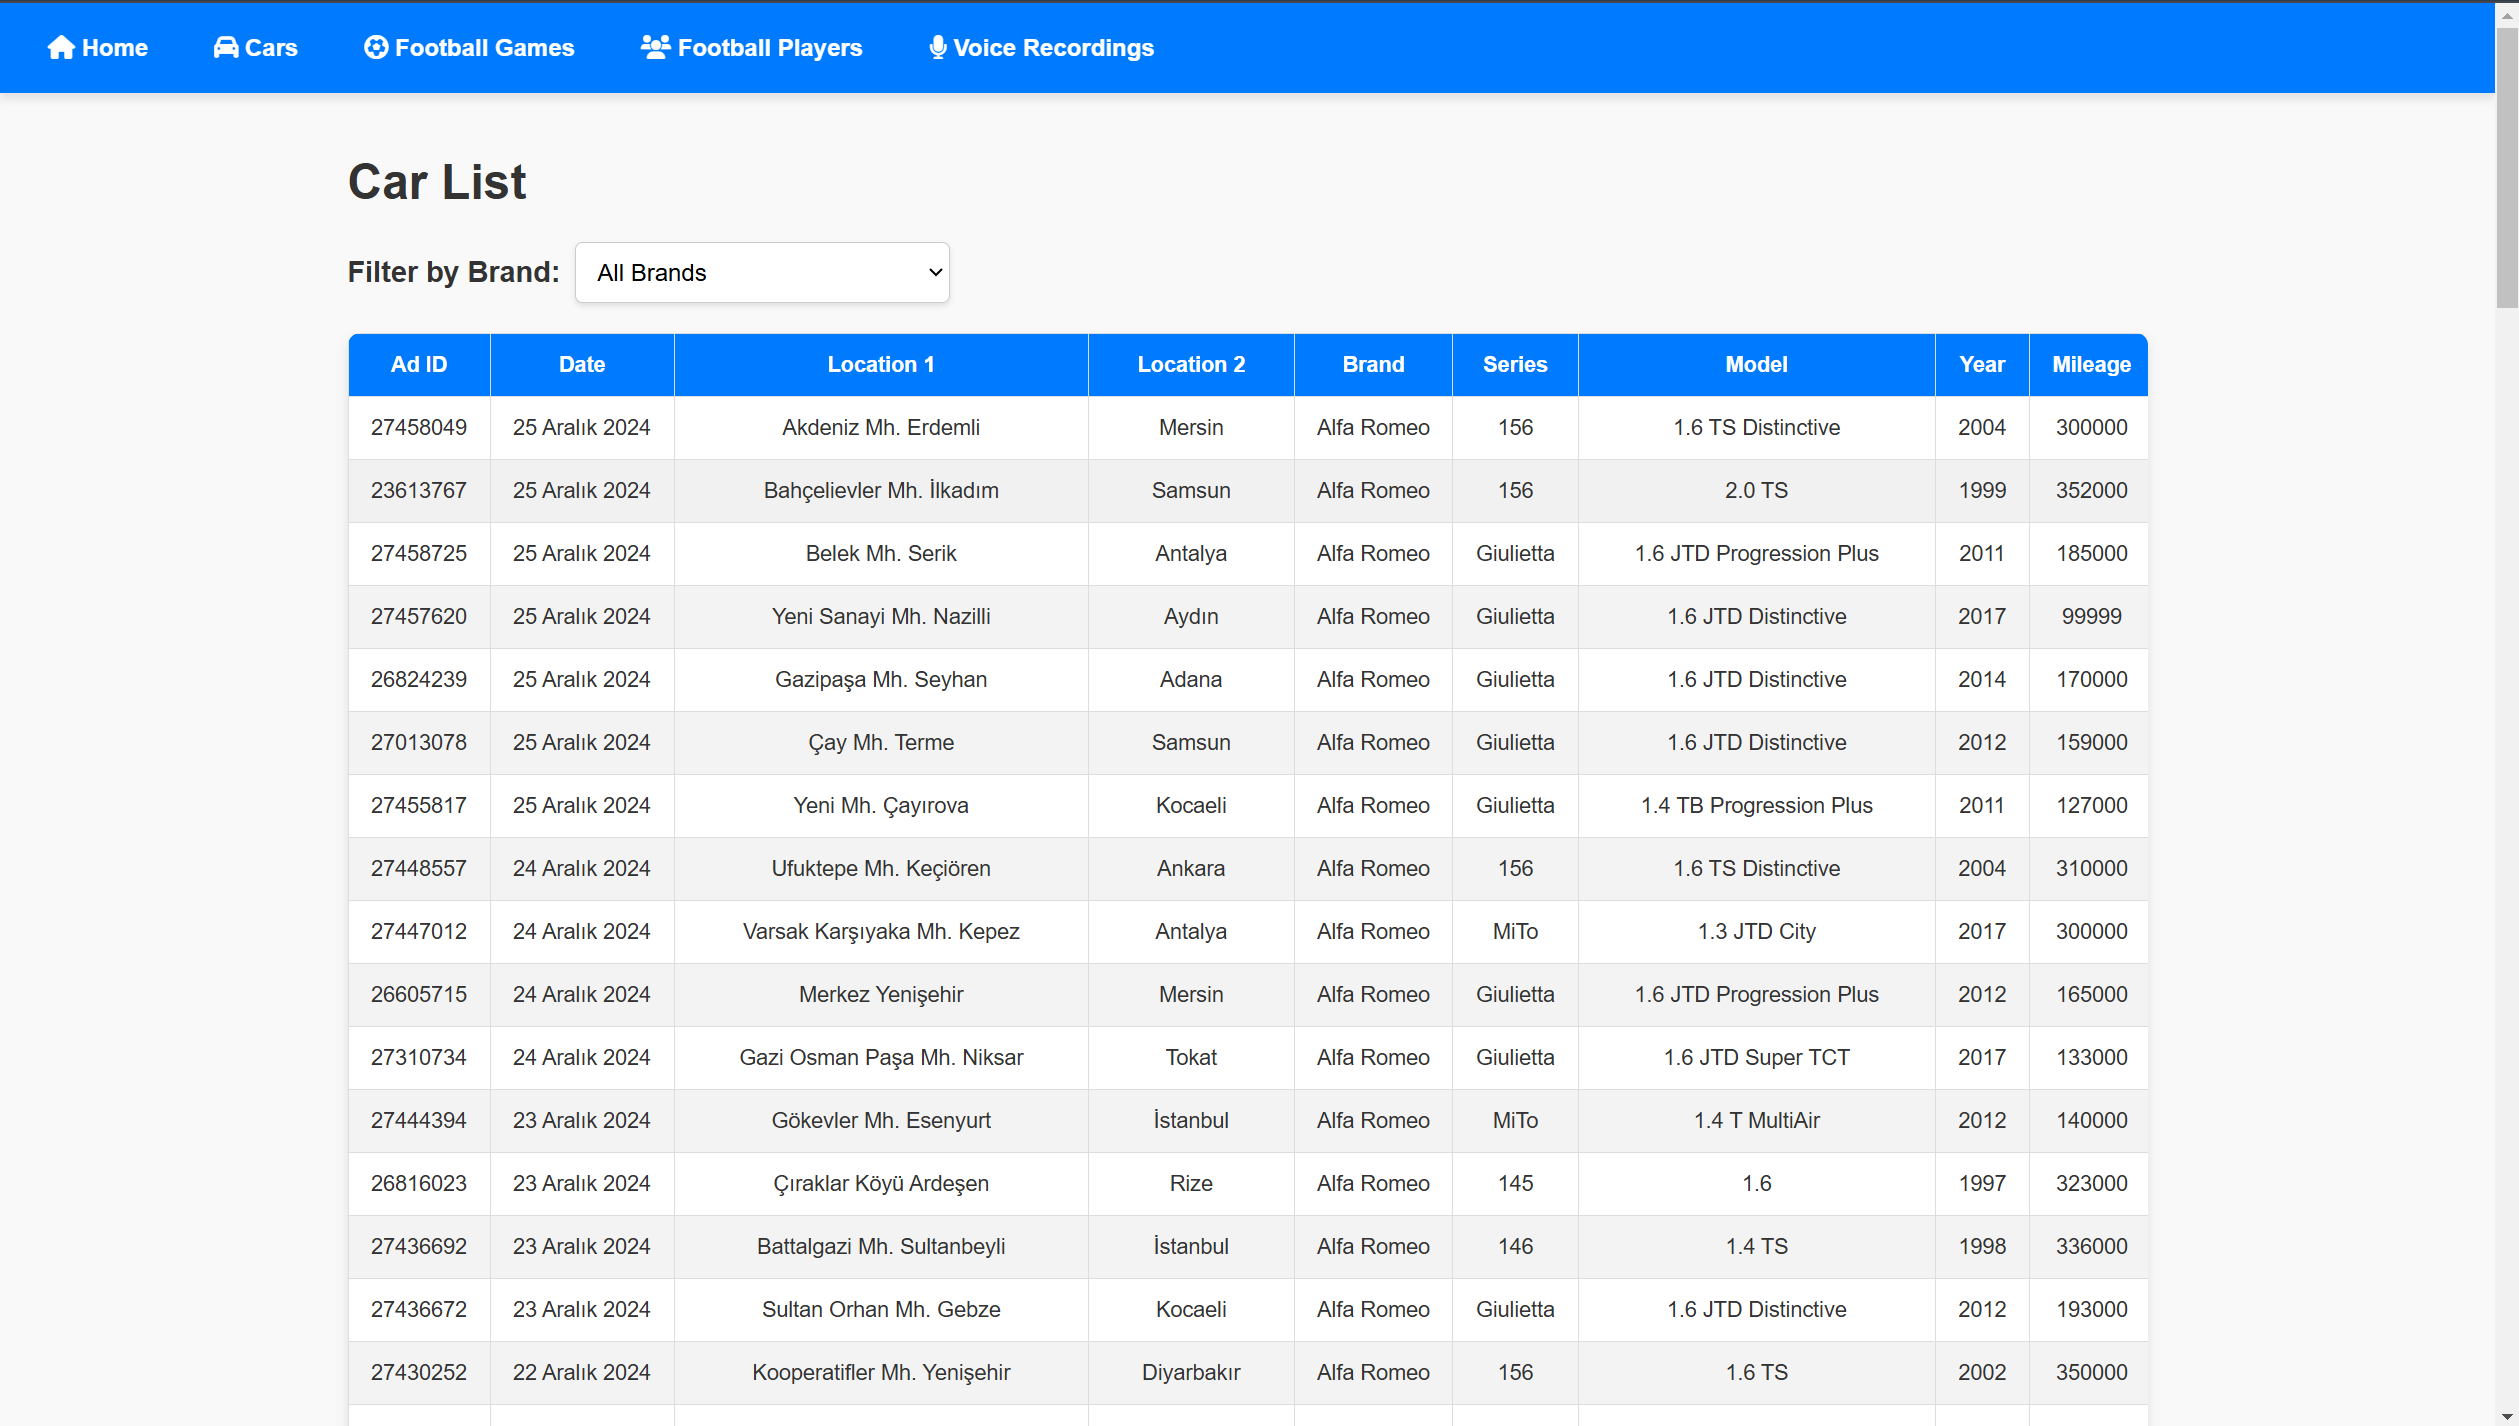 Home Cars Football Games Football Players Voice Recordings
Car List
Filter by Brand: All Brands
Ad ID Date Location 1 Location 2 Brand Series Model Year Mileage
27458049 25 Aralık 2024 Akdeniz Mh. Erdemli Mersin Alfa Romeo 156 1.6 TS Distinctive 2004 300000
23613767 25 Aralık 2024 Bahçelievler Mh. İlkadım Samsun Alfa Romeo 156 2.0 TS 1999 352000
27458725 25 Aralık 2024 Belek Mh. Serik Antalya Alfa Romeo Giulietta 1.6 JTD Progression Plus 2011 185000
27457620 25 Aralık 2024 Yeni Sanayi Mh. Nazilli Aydın Alfa Romeo Giulietta 1.6 JTD Distinctive 2017 99999
26824239 25 Aralık 2024 Gazipaşa Mh. Seyhan Adana Alfa Romeo Giulietta 1.6 JTD Distinctive 2014 170000
27013078 25 Aralık 2024 Çay Mh. Terme Samsun Alfa Romeo Giulietta 1.6 JTD Distinctive 2012 159000
27455817 25 Aralık 2024 Yeni Mh. Çayırova Kocaeli Alfa Romeo Giulietta 1.4 TB Progression Plus 2011 127000
27448557 24 Aralık 2024 Ufuktepe Mh. Keçiören Ankara Alfa Romeo 156 1.6 TS Distinctive 2004 310000
27447012 24 Aralık 2024 Varsak Karşıyaka Mh. Kepez Antalya Alfa Romeo MiTo 1.3 JTD City 2017 300000
26605715 24 Aralık 2024 Merkez Yenişehir Mersin Alfa Romeo Giulietta 1.6 JTD Progression Plus 2012 165000
27310734 24 Aralık 2024 Gazi Osman Paşa Mh. Niksar Tokat Alfa Romeo Giulietta 1.6 JTD Super TCT 2017 133000
27444394 23 Aralık 2024 Gökevler Mh. Esenyurt İstanbul Alfa Romeo MiTo 1.4 T MultiAir 2012 140000
26816023 23 Aralık 2024 Çıraklar Köyü Ardeşen Rize Alfa Romeo 145 1.6 1997 323000
27436692 23 Aralık 2024 Battalgazi Mh. Sultanbeyli İstanbul Alfa Romeo 146 1.4 TS 1998 336000
27436672 23 Aralık 2024 Sultan Orhan Mh. Gebze Kocaeli Alfa Romeo Giulietta 1.6 JTD Distinctive 2012 193000
27430252 22 Aralık 2024 Kooperatifler Mh. Yenişehir Diyarbakır Alfa Romeo 156 1.6 TS 2002 350000